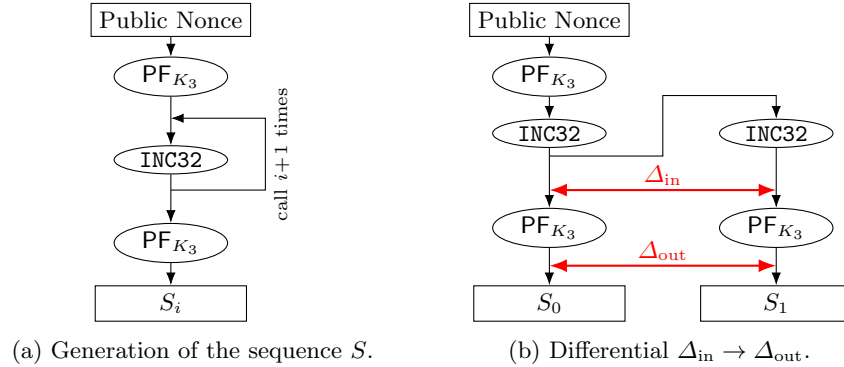 Public Nonce
PF_{K_3}
INC32
call i+1 times
PF_{K_3}
S_i
(a) Generation of the sequence S.
Public Nonce
PF_{K_3}
INC32 INC32
Δ_in
PF_{K_3} PF_{K_3}
Δ_out
S_0 S_1
(b) Differential Δ_in → Δ_out.